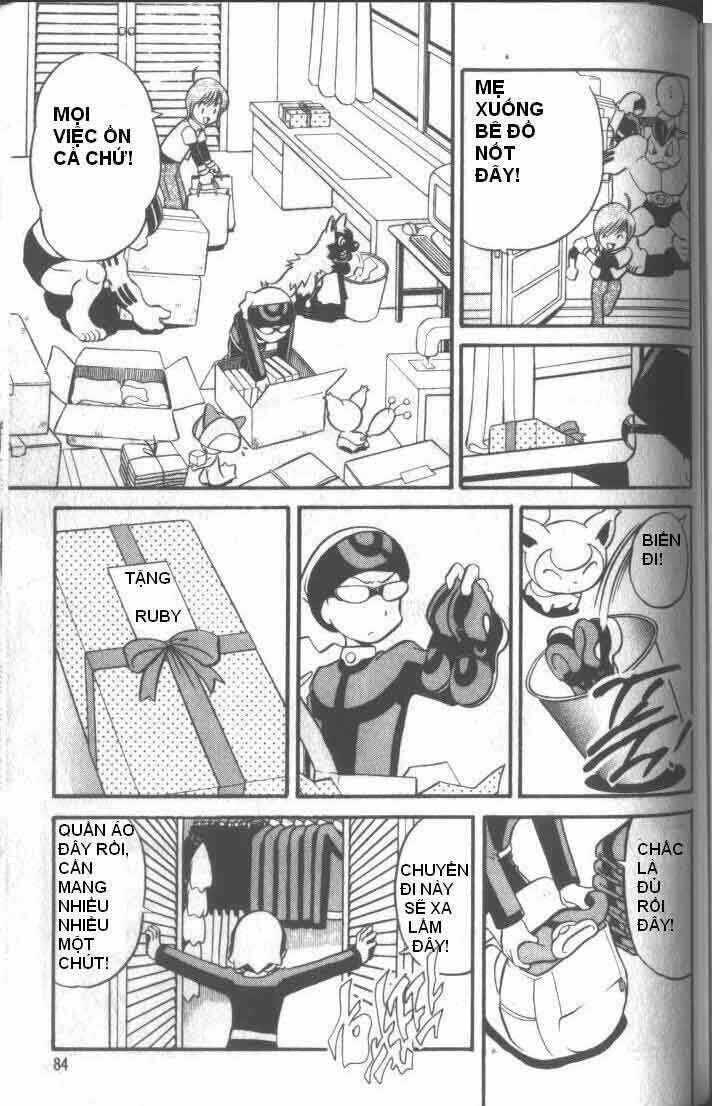 MỌI
VIỆC ỔN
CẢ CHỨ!
MẸ
XUỐNG
BÊ ĐỒ
NỐT
ĐÂY!
TẶNG
RUBY
BIẾN
ĐI!
QUẦN ÁO
ĐÂY RỒI,
CẦN
MANG
NHIỀU
NHIỀU
MỘT
CHÚT!
CHUYẾN
ĐI NÀY
SẼ XA
LẮM
ĐÂY!
CHẮC
LÀ
ĐỦ
RỒI
ĐÂY!
84